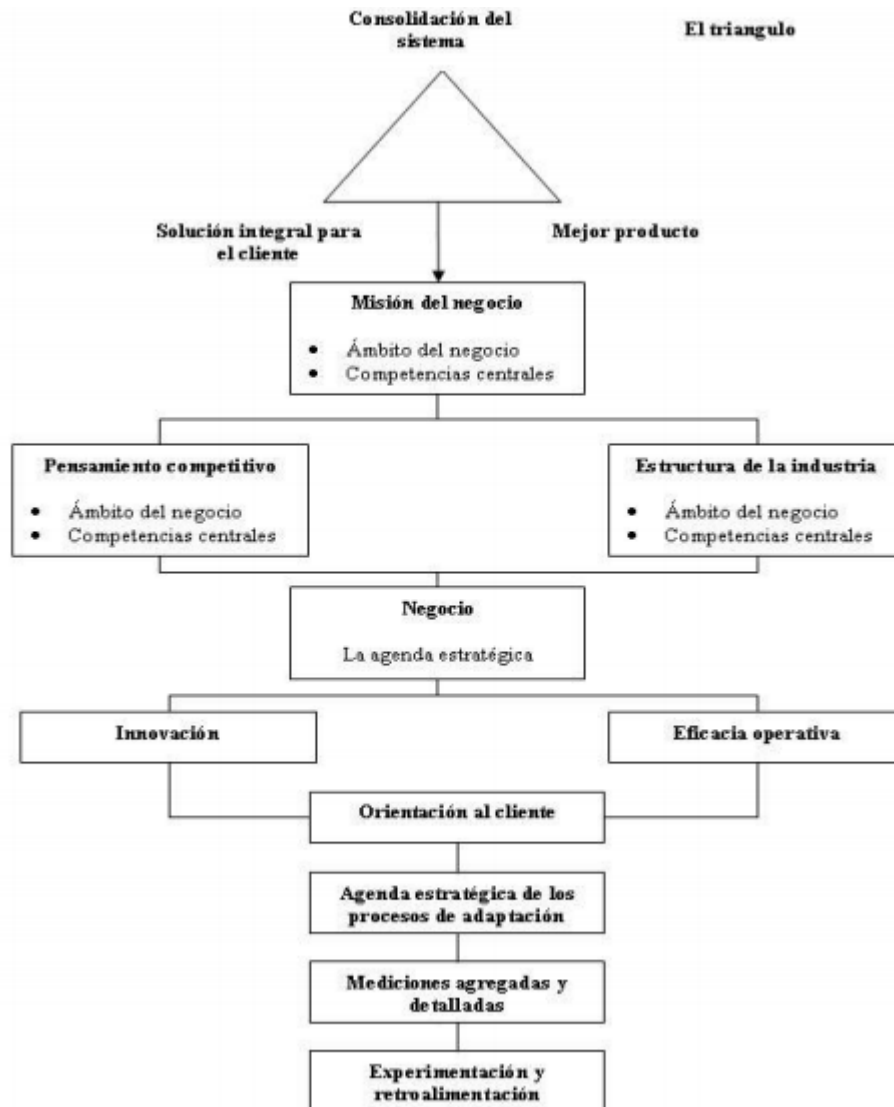 Consolidación del
sistema
El triangulo
Solución integral para
el cliente
Mejor producto
Misión del negocio
• Ámbito del negocio
• Competencias centrales
Pensamiento competitivo
• Ámbito del negocio
• Competencias centrales
Estructura de la industria
• Ámbito del negocio
• Competencias centrales
Negocio
La agenda estratégica
Innovación
Eficacia operativa
Orientación al cliente
Agenda estratégica de los
procesos de adaptación
Mediciones agregadas y
detalladas
Experimentación y
retroalimentación